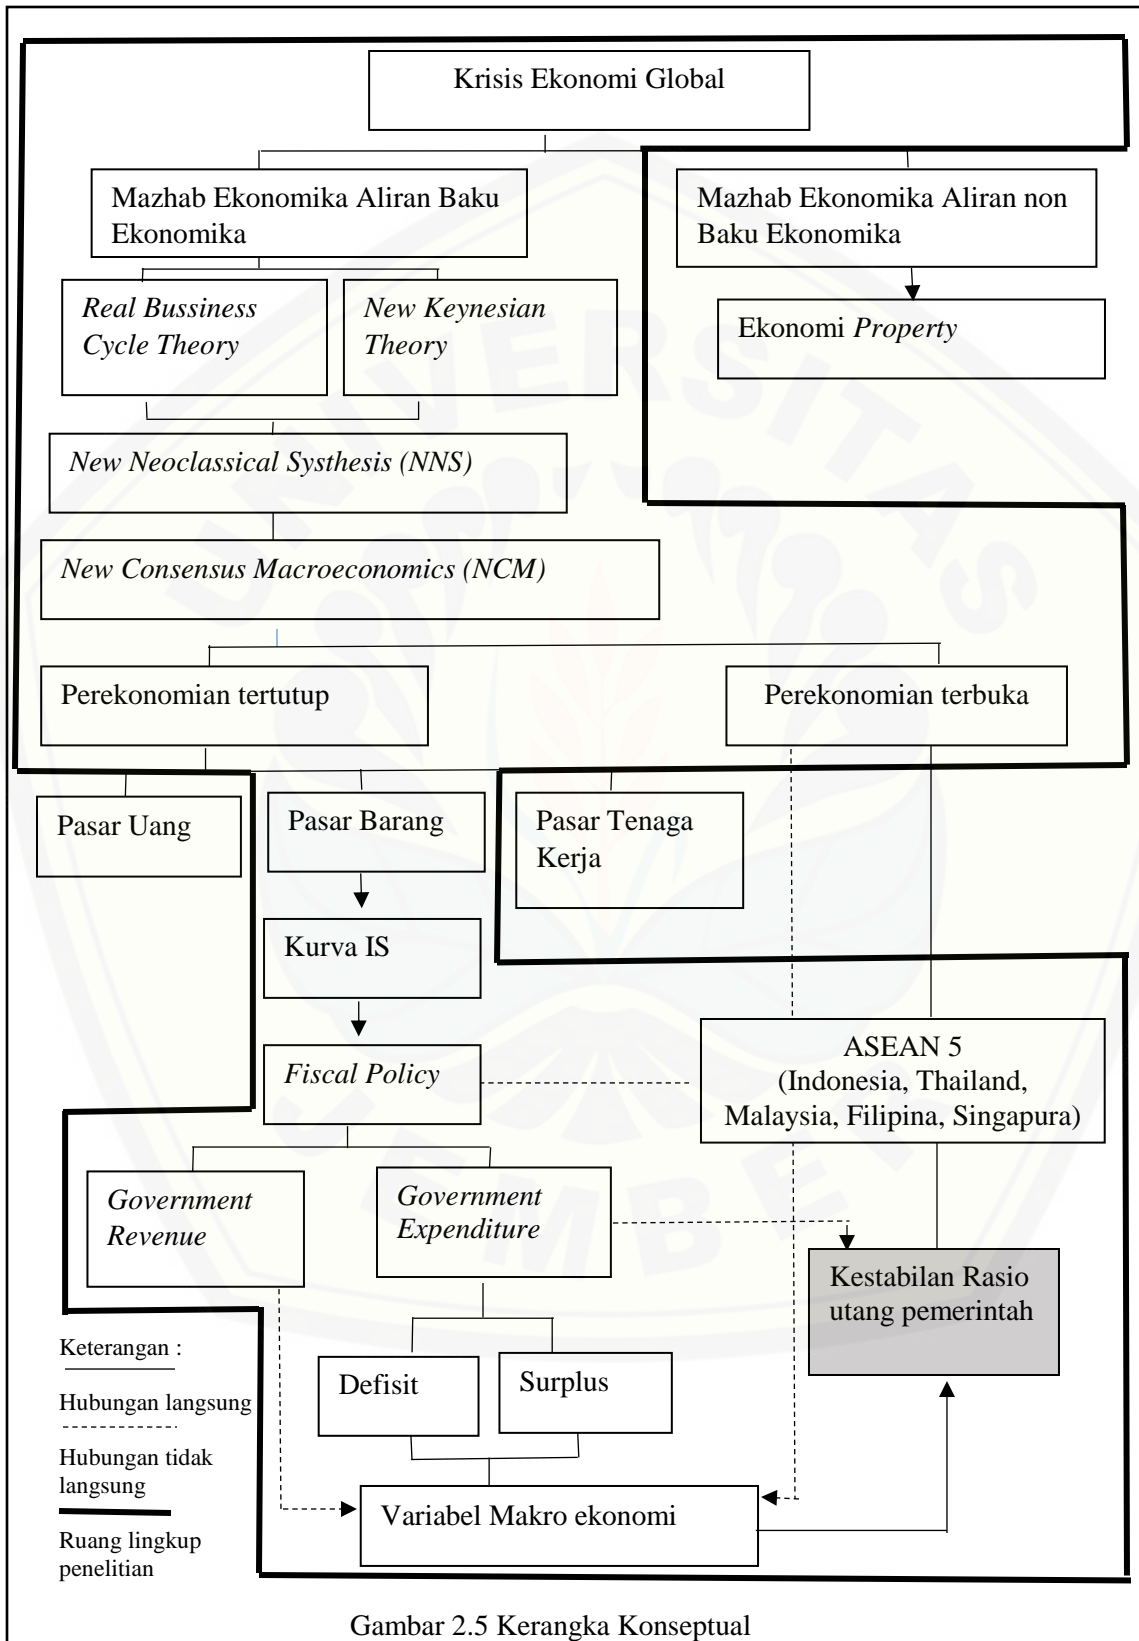 Krisis Ekonomi Global
Mazhab Ekonomika Aliran Baku
Ekonomika
Mazhab Ekonomika Aliran non
Baku Ekonomika
Real Bussiness
Cycle Theory
New Keynesian
Theory
Ekonomi Property
New Neoclassical Systhesis (NNS)
New Consensus Macroeconomics (NCM)
Perekonomian tertutup
Perekonomian terbuka
Pasar Uang
Pasar Barang
Pasar Tenaga
Kerja
Kurva IS
Fiscal Policy
ASEAN 5
(Indonesia, Thailand,
Malaysia, Filipina, Singapura)
Government
Revenue
Government
Expenditure
Kestabilan Rasio
utang pemerintah
Defisit
Surplus
Variabel Makro ekonomi
Keterangan :
Hubungan langsung
Hubungan tidak
langsung
Ruang lingkup
penelitian
Gambar 2.5 Kerangka Konseptual
UNIVERSITAS
JEMBER